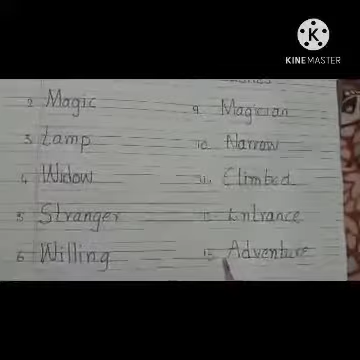 K
KINEMASTER
2 Magic
3 Lamp
4 Widow
5 Stranger
6 Willing
9. Magician
10. Narrow
11. Climbed
12. Entrance
13 Adventure